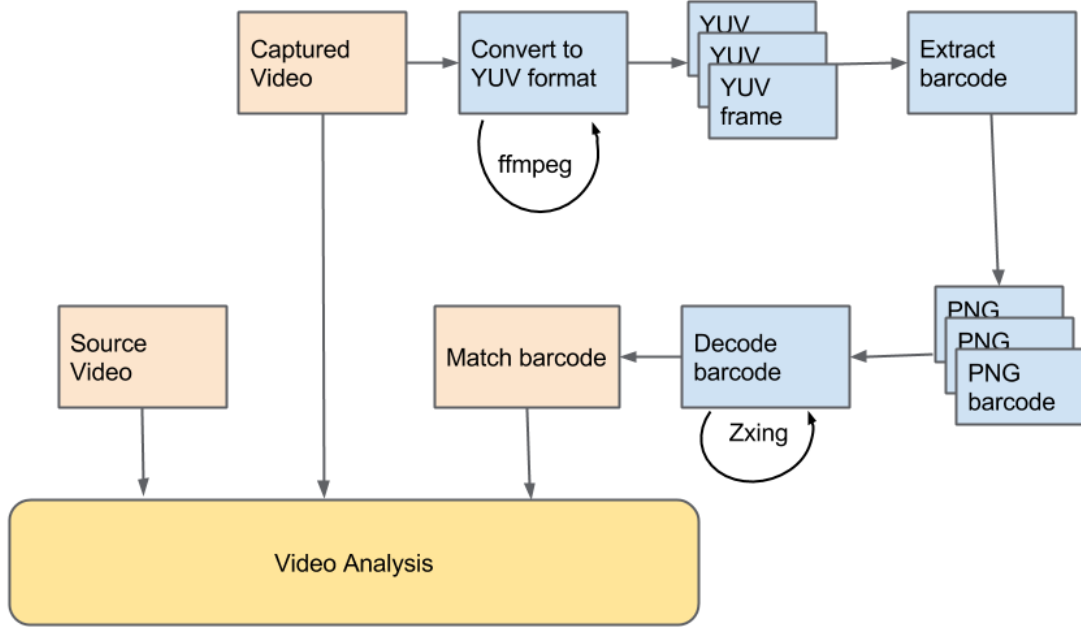 Captured
Video
Convert to
YUV format
YUV
YUV
YUV
frame
Extract
barcode
ffmpeg
Source
Video
Match barcode
Decode
barcode
PNG
PNG
PNG
barcode
Zxing
Video Analysis